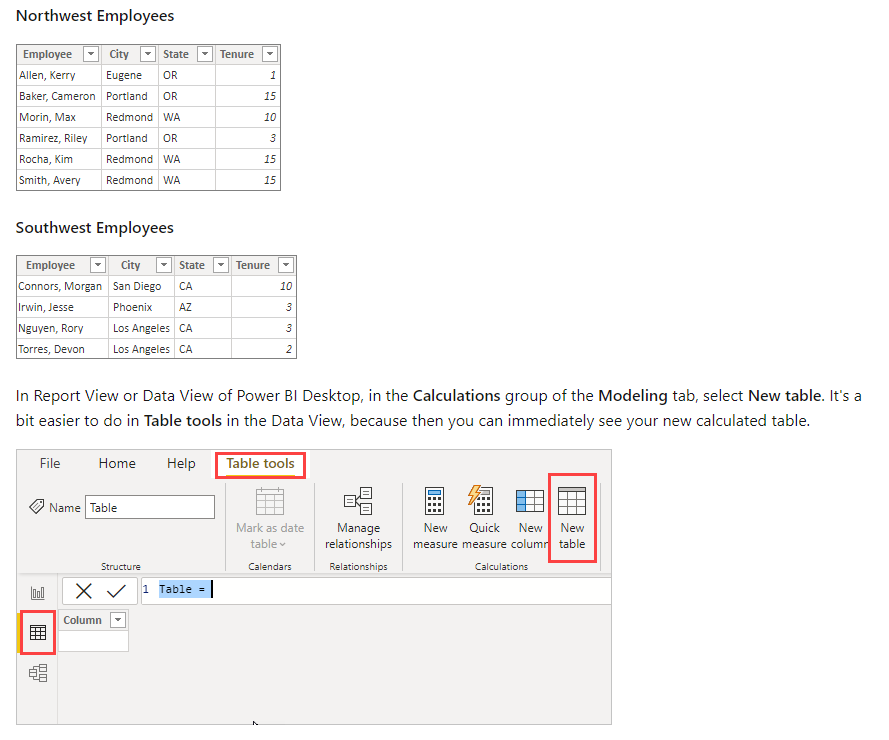 Northwest Employees
Employee City State Tenure
Allen, Kerry Eugene OR 1
Baker, Cameron Portland OR 15
Morin, Max Redmond WA 10
Ramirez, Riley Portland OR 3
Rocha, Kim Redmond WA 15
Smith, Avery Redmond WA 15
Southwest Employees
Employee City State Tenure
Connors, Morgan San Diego CA 10
Irwin, Jesse Phoenix AZ 3
Nguyen, Rory Los Angeles CA 3
Torres, Devon Los Angeles CA 2
In Report View or Data View of Power BI Desktop, in the Calculations group of the Modeling tab, select New table. It's a
bit easier to do in Table tools in the Data View, because then you can immediately see your new calculated table.
File Home Help Table tools
Name Table
Mark as date
table
Manage
relationships
New
measure
Quick
measure
New
column
New
table
Structure Calendars Relationships Calculations
1 Table =
Column